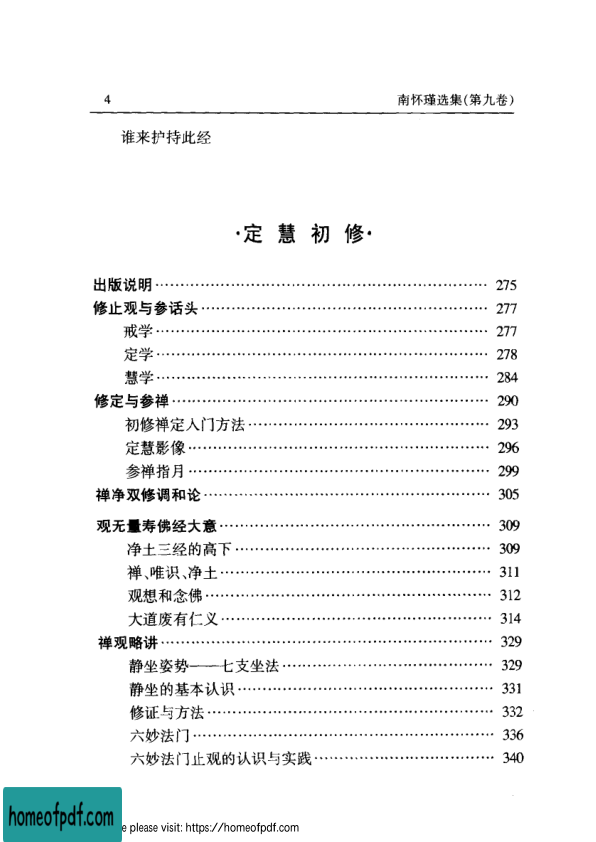 4 南怀瑾选集(第九卷)
谁来护持此经
·定 慧 初 修·
出版说明 …… 275
修止观与参话头 …… 277
戒学 …… 277
定学 …… 278
慧学 …… 284
修定与参禅 …… 290
初修禅定入门方法 …… 293
定慧影像 …… 296
参禅指月 …… 299
禅净双修调和论 …… 305
观无量寿佛经大意 …… 309
净土三经的高下 …… 309
禅、唯识、净土 …… 311
观想和念佛 …… 312
大道废有仁义 …… 314
禅观略讲 …… 329
静坐姿势——七支坐法 …… 329
静坐的基本认识 …… 331
修证与方法 …… 332
六妙法门 …… 336
六妙法门止观的认识与实践 …… 340
homeofpdf.com
e please visit: https://homeofpdf.com